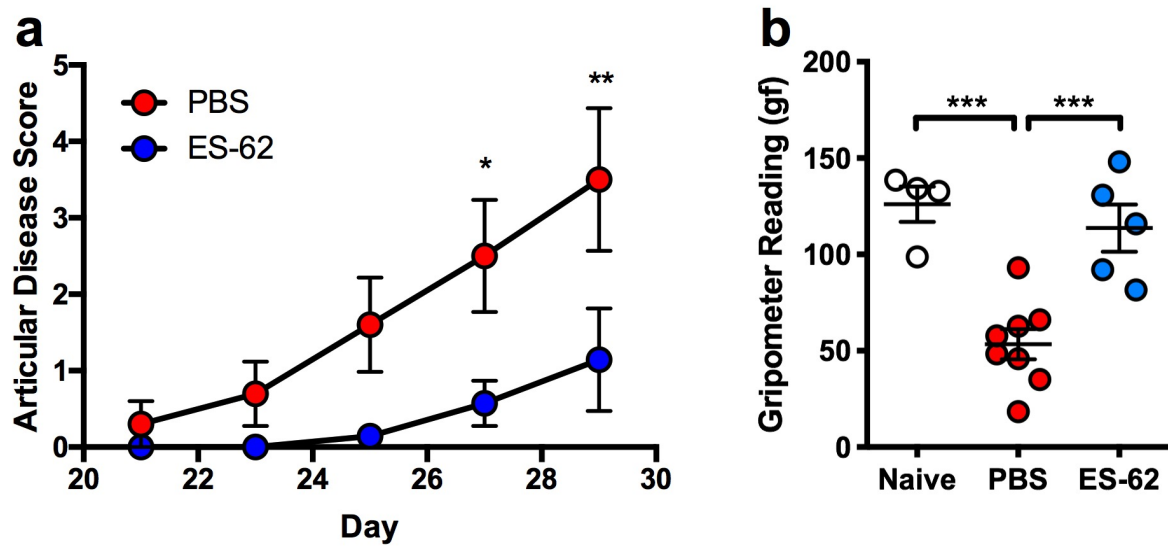 a
Articular Disease Score
5
4
3
2
1
0
PBS
ES-62
*
**
20 22 24 26 28 30
Day
b
Gripometer Reading (gf)
200
150
100
50
0
*** ***
Naive PBS ES-62